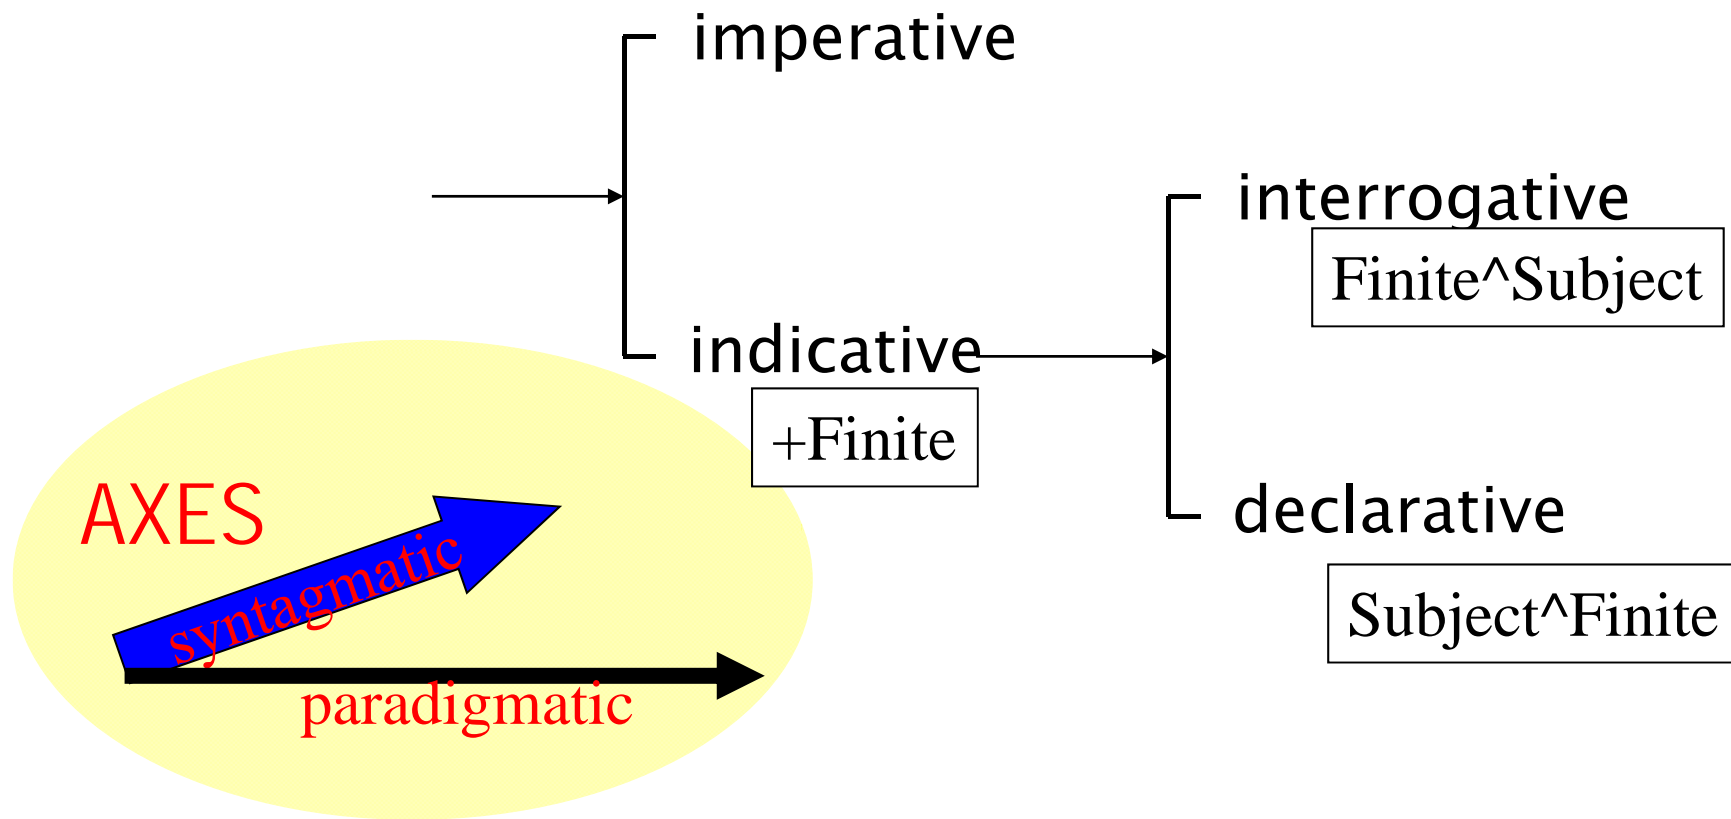 imperative
interrogative
Finite^Subject
indicative
+Finite
AXES
declarative
syntagmatic
Subject^Finite
paradigmatic